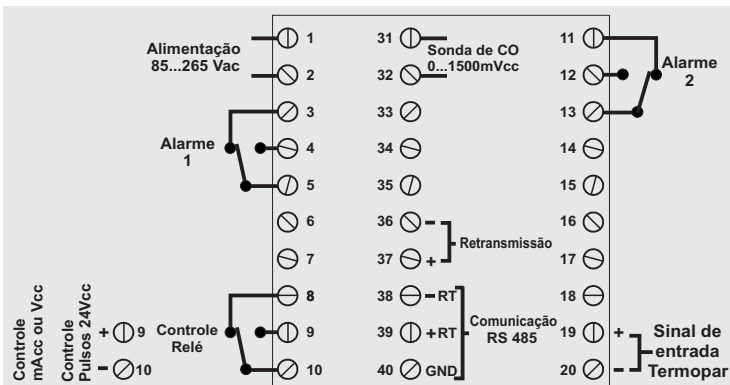 1
Alimentação
85...265 Vac
2
3
Alarme
1
4
5
6
7
8
Controle
Relé
9
10
Controle
mAcc ou Vcc
Controle
Pulsos 24Vcc
+ 9
- 10
31
Sonda de CO
0...1500mVcc
32
33
34
35
36 -
Retransmissão
37 +
38 -RT
Comunicação
RS 485
39 +RT
40 GND
11
12
Alarme
2
13
14
15
16
17
18
19 +
Sinal de
entrada
Termopar
20 -